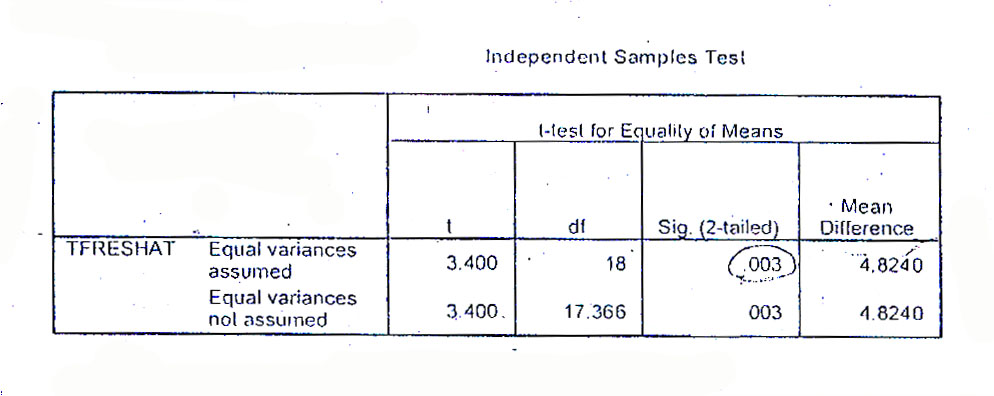 Independent Samples Test
t-test for Equality of Means
t df Sig. (2-tailed) Mean Difference
TFRESHAT Equal variances assumed 3.400 18 .003 4.8240
Equal variances not assumed 3.400 17.366 003 4.8240